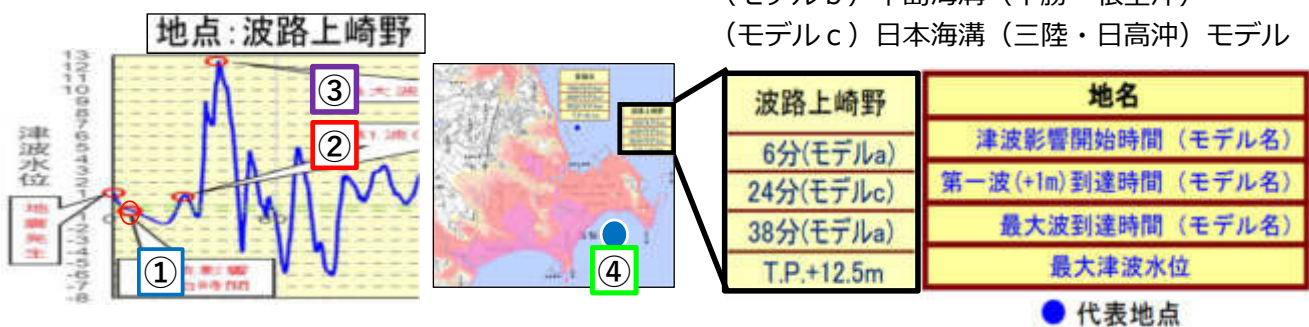 （モデルｃ）日本海溝（三陸・日高沖）モデル
地点:波路上崎野
13
12
11
10
9
8
7
6
5
4
3
2
1
-1
-2
-3
-4
-5
-6
-7
-8
津波水位
地震発生
①
②
③
④
波路上崎野
6分(モデルa)
24分(モデルc)
38分(モデルa)
T.P.+12.5m
地名
津波影響開始時間（モデル名）
第一波(+1m)到達時間（モデル名）
最大波到達時間（モデル名）
最大津波水位
代表地点